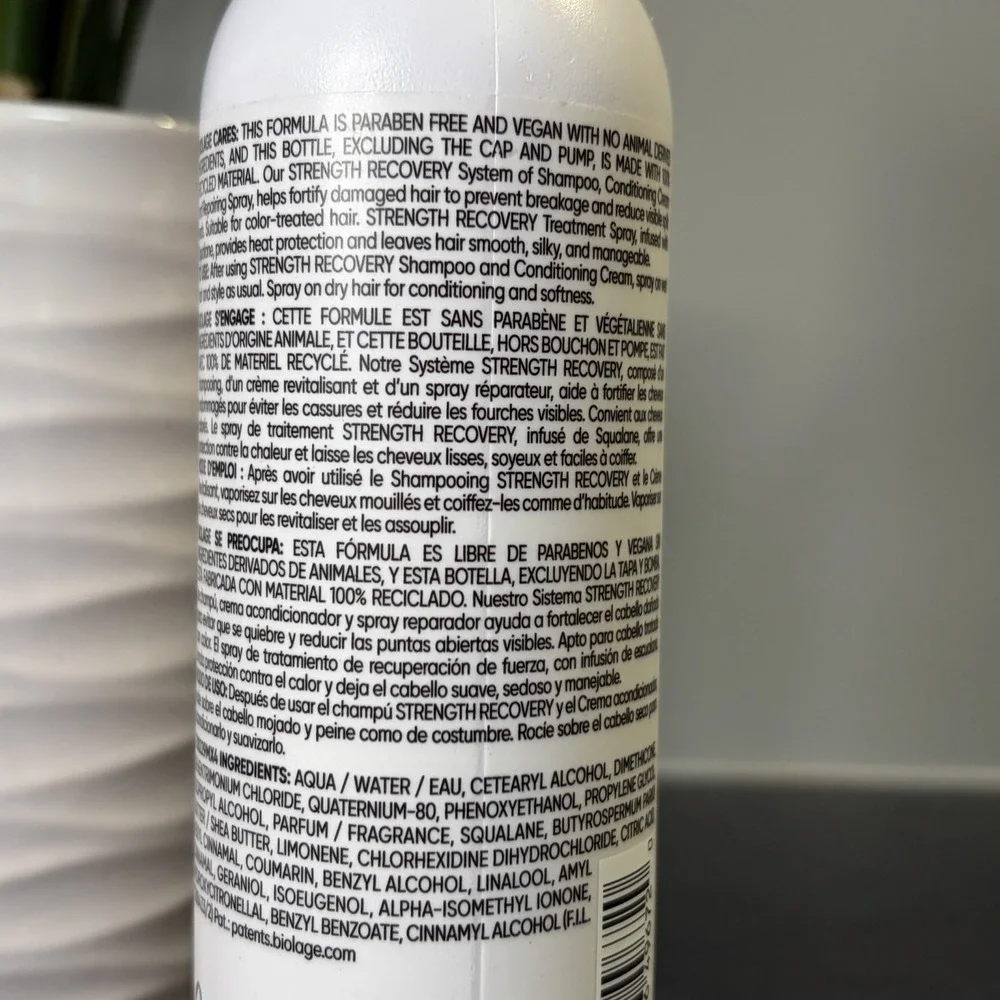 CARES: THIS FORMULA IS PARABEN FREE AND VEGAN WITH NO ANIMAL
AND THIS BOTTLE, EXCLUDING THE CAP AND PUMP, IS MADE WITH
MATERIAL. Our STRENGTH RECOVERY System of Shampoo, Conditioning
Spray, helps fortify damaged hair to prevent breakage and reduce visible
Suitable for color-treated hair. STRENGTH RECOVERY Treatment Spray, infused
provides heat protection and leaves hair smooth, silky, and manageable.
After using STRENGTH RECOVERY Shampoo and Conditioning Cream, spray on
and style as usual. Spray on dry hair for conditioning and softness.
S'ENGAGE : CETTE FORMULE EST SANS PARABÈNE ET VÉGÉTALIENNE
D'ORIGINE ANIMALE, ET CETTE BOUTEILLE, HORS BOUCHON ET POMPE, EST
100% DE MATERIEL RECYCLÉ. Notre Système STRENGTH RECOVERY, composé
d'un crème revitalisant et d'un spray réparateur, aide à fortifier les
pour éviter les cassures et réduire les fourches visibles. Convient aux
Le spray de traitement STRENGTH RECOVERY, infusé de Squalane,
contre la chaleur et laisse les cheveux lisses, soyeux et faciles à coiffer.
D'EMPLOI : Après avoir utilisé le Shampooing STRENGTH RECOVERY et le
vaporisez sur les cheveux mouillés et coiffez-les comme d'habitude.
cheveux secs pour les revitaliser et les assouplir.
SE PREOCUPA: ESTA FÓRMULA ES LIBRE DE PARABENOS Y VEGANA
DERIVADOS DE ANIMALES, Y ESTA BOTELLA, EXCLUYENDO LA TAPA Y
FABRICADA CON MATERIAL 100% RECICLADO. Nuestro Sistema STRENGTH
crema acondicionador y spray reparador ayuda a fortalecer el cabello
evitar que se quiebre y reducir las puntas abiertas visibles. Apto para cabello
color. El spray de tratamiento de recuperación de fuerza, con infusión de
protección contra el calor y deja el cabello suave, sedoso y manejable.
DE USO: Después de usar el champú STRENGTH RECOVERY y el Crema
sobre el cabello mojado y peine como de costumbre. Rocíe sobre el cabello seco
y suavizarlo.
INGREDIENTS: AQUA / WATER / EAU, CETEARYL ALCOHOL, DIMETHICONE,
CHLORIDE, QUATERNIUM-80, PHENOXYETHANOL, PROPYLENE GLYCOL,
ALCOHOL, PARFUM / FRAGRANCE, SQUALANE, BUTYROSPERMUM
/ SHEA BUTTER, LIMONENE, CHLORHEXIDINE DIHYDROCHLORIDE, CITRIC
CINNAMAL, COUMARIN, BENZYL ALCOHOL, LINALOOL, AMYL
GERANIOL, ISOEUGENOL, ALPHA-ISOMETHYL IONONE,
BENZYL BENZOATE, CINNAMYL ALCOHOL (F.I.L.
Pat.: patents.biolage.com